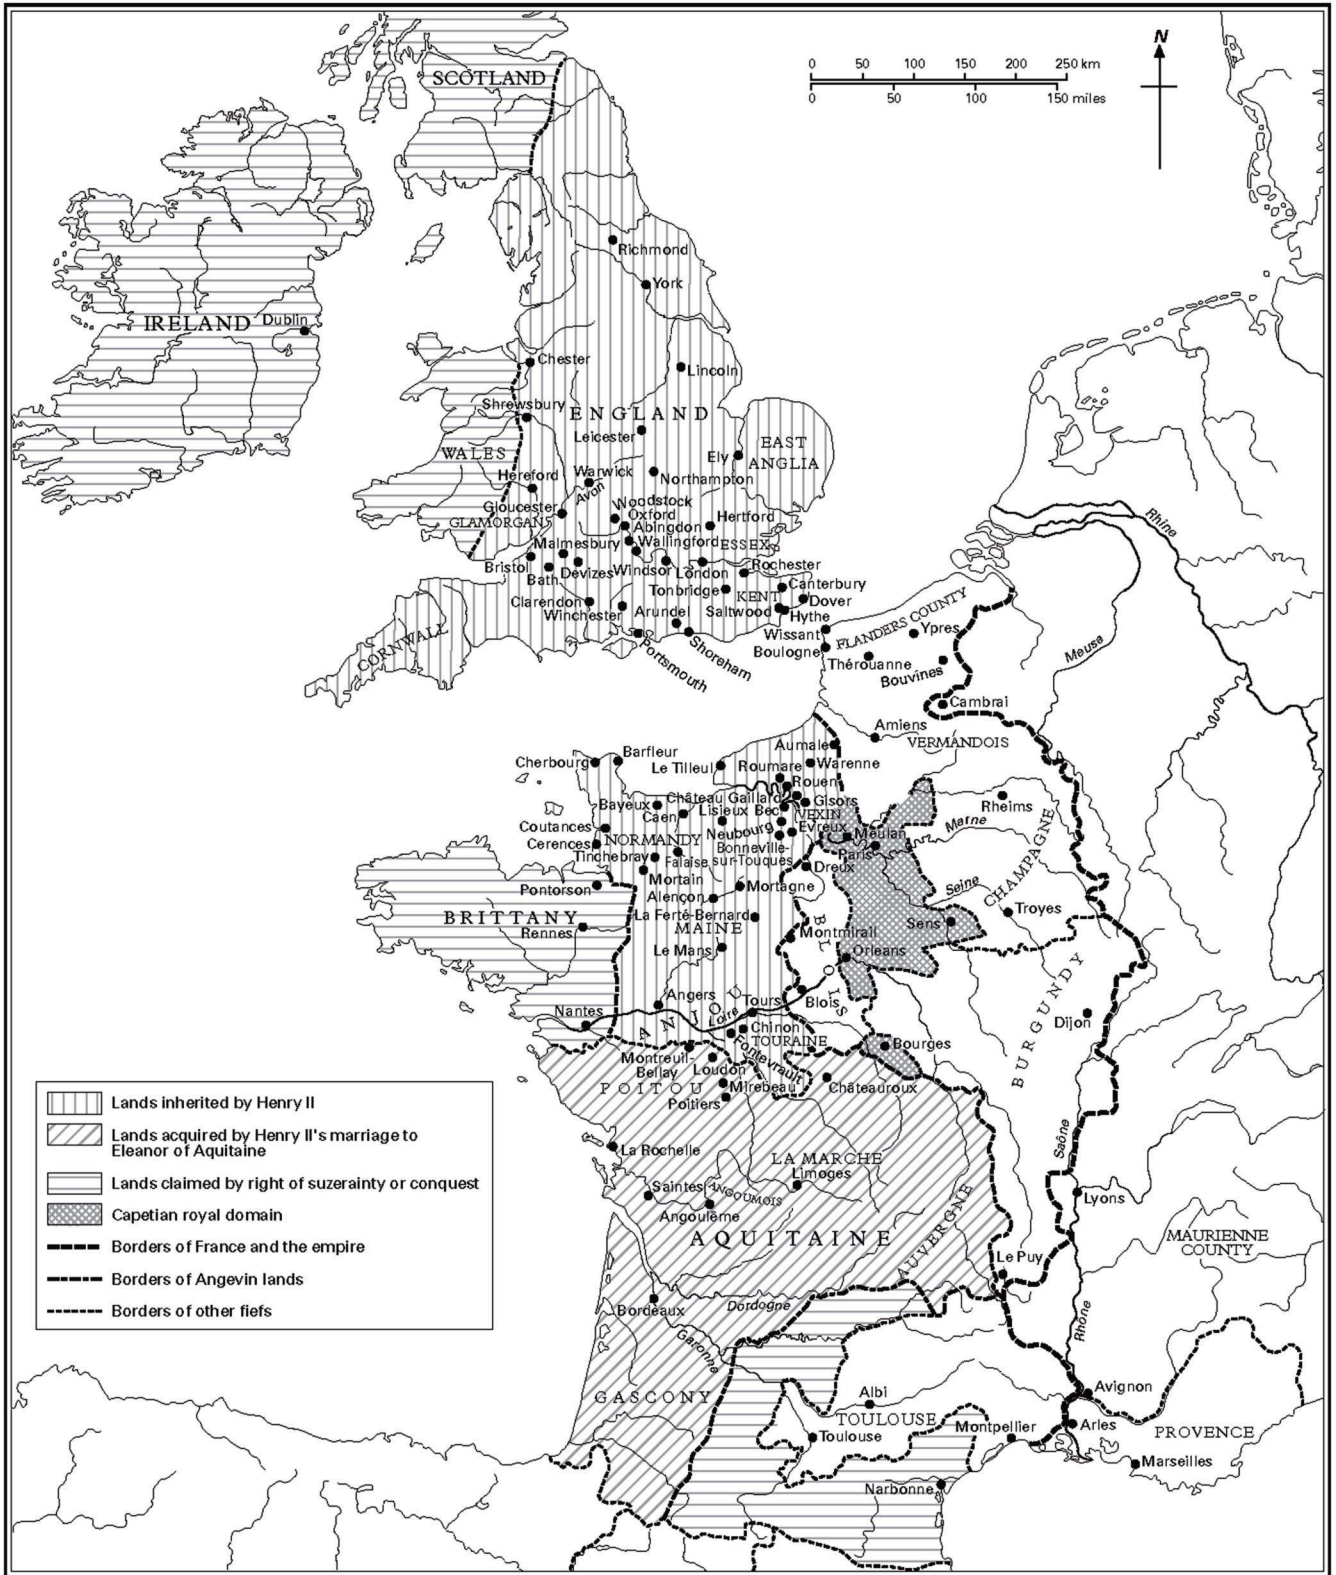 N
0 50 100 150 200 250 km
0 50 100 150 miles
SCOTLAND
Richmond
York
IRELAND
Dublin
Chester
Lincoln
Shrewsbury
ENGLAND
Leicester
EAST
ANGLIA
WALES
Ely
Hereford
Warwick
Northampton
Avon
Gloucester
Woodstock
Oxford
Hertford
GLAMORGAN
Abingdon
Malmesbury
Wallingford
ESSEX
Bristol
Bath
Devizes
Windsor
London
Rochester
Tonbridge
KENT
Canterbury
Clarendon
Dover
Winchester
Arundel
Saltwood
Hythe
CORNWALL
Portsmouth
Shoreham
Wissant
Boulogne
FLANDERS COUNTY
Ypres
Thérouanne
Bouvines
Rhine
Meuse
Cambrai
Amiens
VERMANDOIS
Aumale
Cherbourg
Barfleur
Le Tilleul
Roumare
Warenne
Rouen
Bayeux
Château Gaillard
Gisors
Rheims
Caen
Lisieux
Bec
VEXIN
Coutances
NORMANDY
Neubourg
Evreux
Meulan
Marne
Cerences
Bonneville-
sur-Touques
Paris
Tinchebray
Falaise
Dreux
CHAMPAGNE
Mortain
Pontorson
Mortagne
Alençon
Seine
Troyes
BRITTANY
La Ferté-Bernard
MAINE
BLOIS
Sens
Rennes
Montmirail
Le Mans
Orleans
Angers
ANJOU
Tours
Blois
Nantes
Loire
Chinon
TOURAINE
Fontevrault
Bourges
BURGUNDY
Dijon
Montreuil-
Bellay
Loudon
Mirebeau
POITOU
Poitiers
Châteauroux
La Rochelle
LA MARCHE
Limoges
Saône
Saintes
ANGOUMOIS
Angoulême
Lyons
AQUITAINE
AUVERGNE
MAURIENNE
COUNTY
Le Puy
Bordeaux
Dordogne
Garonne
Rhône
GASCONY
Albi
TOULOUSE
Toulouse
Montpellier
Avignon
Arles
PROVENCE
Marseilles
Narbonne
Lands inherited by Henry II
Lands acquired by Henry II's marriage to
Eleanor of Aquitaine
Lands claimed by right of suzerainty or conquest
Capetian royal domain
Borders of France and the empire
Borders of Angevin lands
Borders of other fiefs